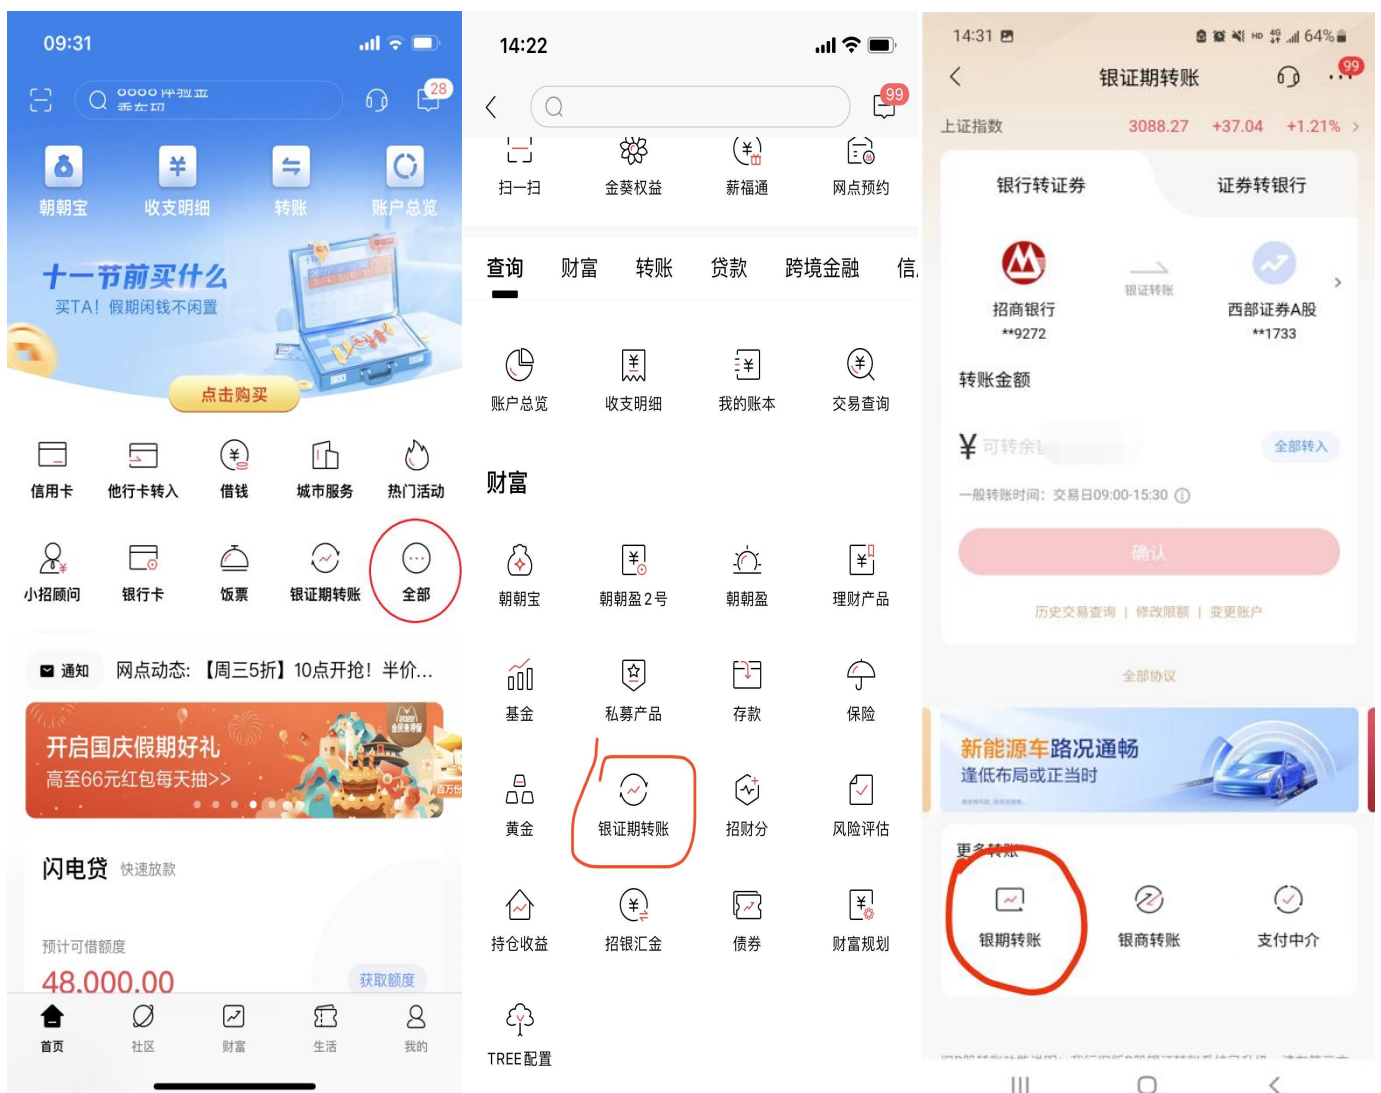 09:31
28
朝朝宝
收支明细
转账
账户总览
十一节前买什么
买TA！假期闲钱不闲置
点击购买
信用卡
他行卡转入
借钱
城市服务
热门活动
小招顾问
银行卡
饭票
银证期转账
全部
通知
网点动态:【周三5折】10点开抢！半价...
开启国庆假期好礼
高至66元红包每天抽>>
闪电贷
快速放款
预计可借额度
48,000.00
获取额度
首页
社区
财富
生活
我的
14:22
99
扫一扫
金葵权益
薪福通
网点预约
查询
财富
转账
贷款
跨境金融
信
账户总览
收支明细
我的账本
交易查询
财富
朝朝宝
朝朝盈2号
朝朝盈
理财产品
基金
私募产品
存款
保险
黄金
银证期转账
招财分
风险评估
持仓收益
招银汇金
债券
财富规划
TREE配置
14:31
HD 4G 64%
银证期转账
99
上证指数
3088.27 +37.04 +1.21%
银行转证券
证券转银行
银证转账
招商银行
**9272
西部证券A股
**1733
转账金额
¥ 可转余
全部转入
一般转账时间：交易日09:00-15:30
确认
历史交易查询 | 修改限额 | 变更账户
全部协议
新能源车路况通畅
逢低布局或正当时
更多转账
银期转账
银商转账
支付中介